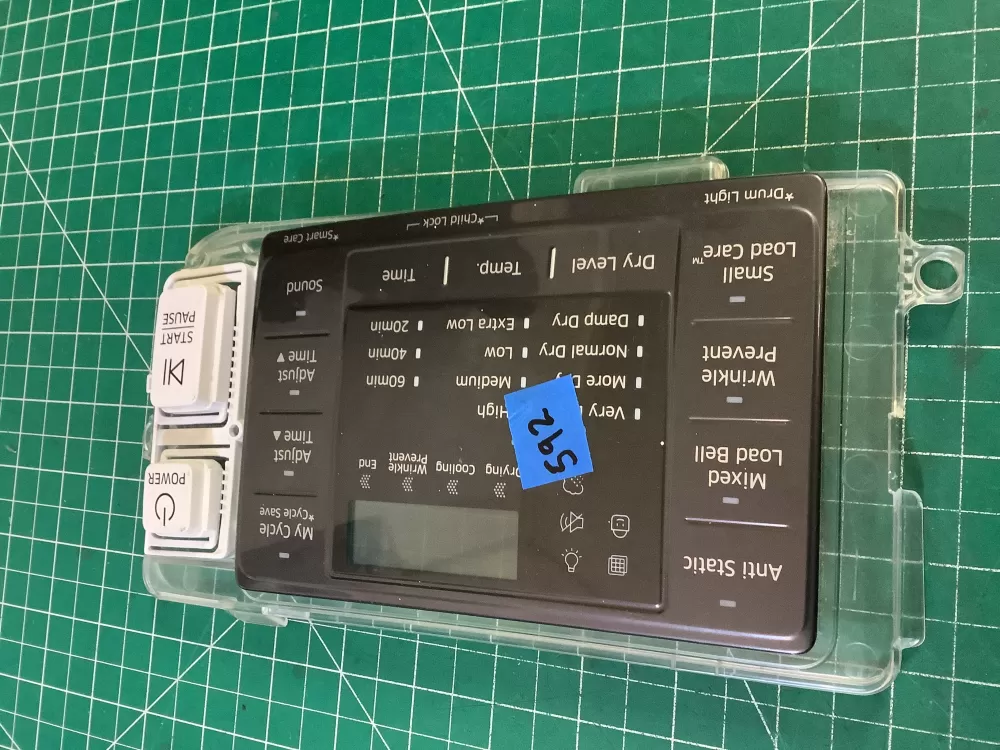 Anti Static
Mixed
Load Bell
Wrinkle
Prevent
Small
Load Care™
*Drum Light
Drying
Cooling
Wrinkle
Prevent
End
Very
High
More Dry
Medium
60min
Normal Dry
Low
40min
Damp Dry
Extra Low
20min
Dry Level
Temp.
Time
*Child Lock
My Cycle
*Cycle Save
Adjust
Time ▲
Adjust
Time ▼
Sound
*Smart Care
POWER
START
PAUSE
592